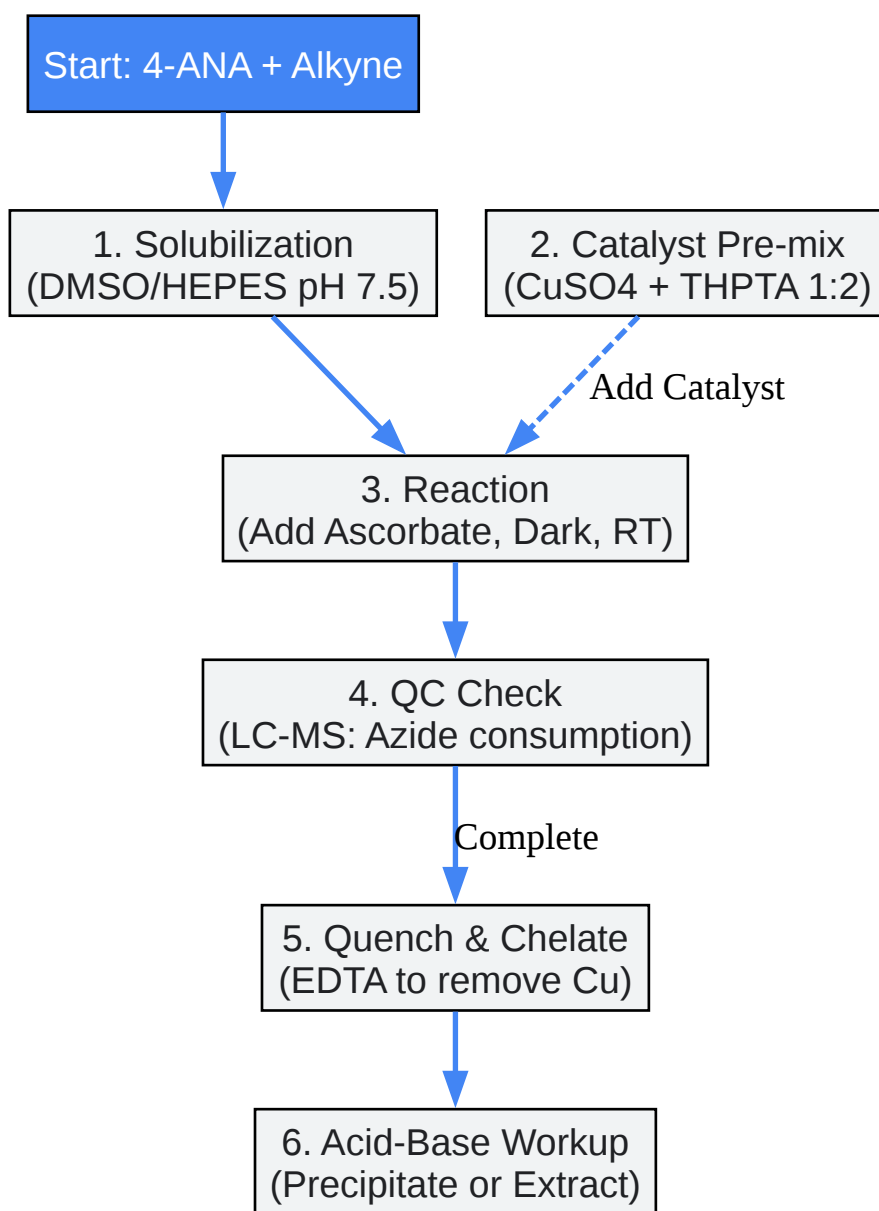 Start: 4-ANA + Alkyne
1. Solubilization
(DMSO/HEPES pH 7.5)
2. Catalyst Pre-mix
(CuSO4 + THPTA 1:2)
Add Catalyst
3. Reaction
(Add Ascorbate, Dark, RT)
4. QC Check
(LC-MS: Azide consumption)
Complete
5. Quench & Chelate
(EDTA to remove Cu)
6. Acid-Base Workup
(Precipitate or Extract)